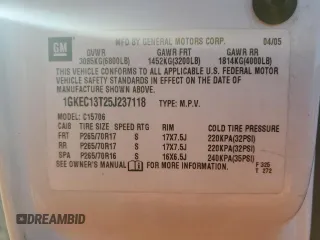 GM
MFD BY GENERAL MOTORS CORP. 04/05
GVWR GAWR FRT GAWR RR
3085KG(6800LB) 1452KG(3200LB) 1814KG(4000LB)
THIS VEHICLE CONFORMS TO ALL APPLICABLE U.S. FEDERAL MOTOR
VEHICLE SAFETY STANDARDS IN EFFECT ON THE DATE OF
MANUFACTURE SHOWN ABOVE.
1GKEC13T25J237118 TYPE: M.P.V.
MODEL: C15706
TIRE SIZE SPEED RTG RIM COLD TIRE PRESSURE
FRT P265/70R17 S 17X7.5J 220KPA(32PSI)
RR P265/70R17 S 17X7.5J 220KPA(32PSI)
SPA P265/70R16 S 16X6.5J 240KPA(35PSI)
SEE OWNER'S MANUAL FOR MORE INFORMATION.
F 325
T 272
DREAMBID